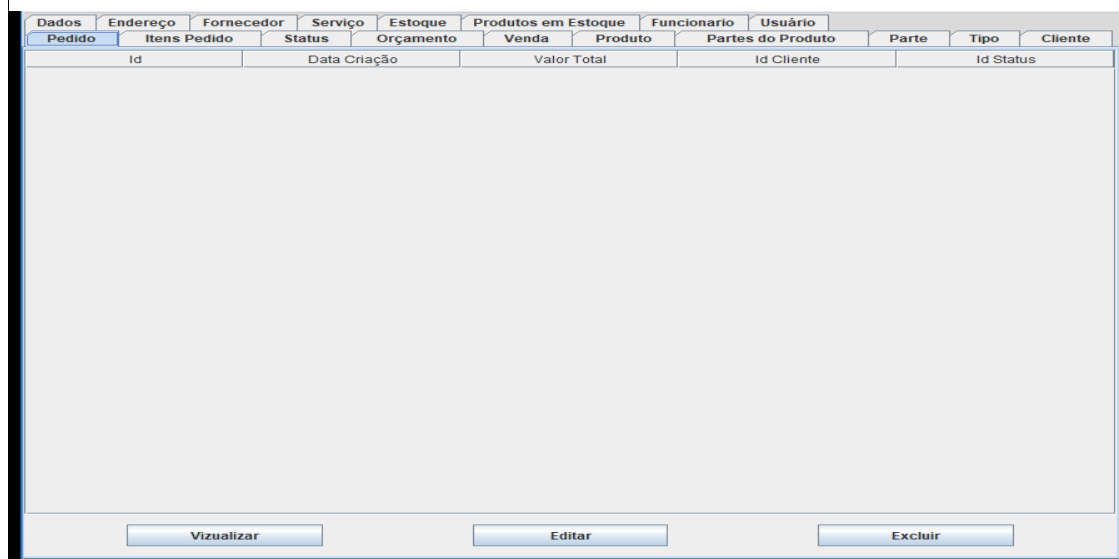 Dados Endereço Fornecedor Serviço Estoque Produtos em Estoque Funcionario Usuário
Pedido Itens Pedido Status Orçamento Venda Produto Partes do Produto Parte Tipo Cliente
Id Data Criação Valor Total Id Cliente Id Status
Vizualizar Editar Excluir